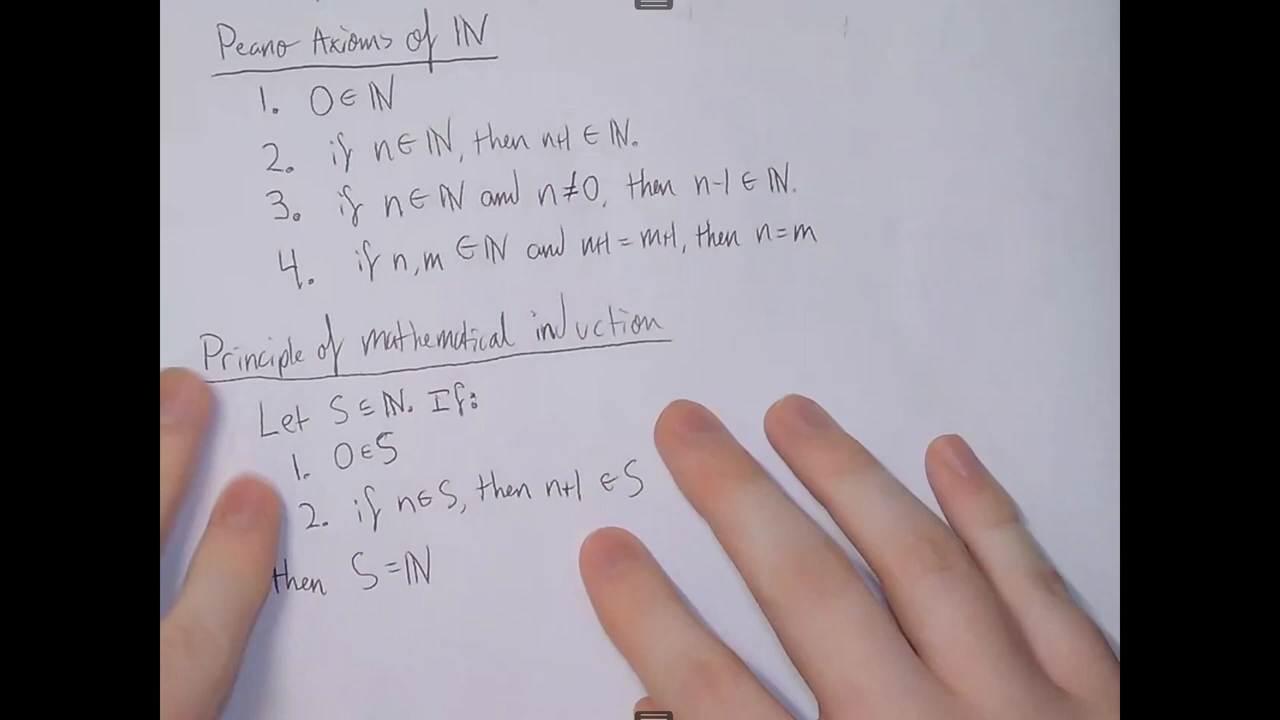 Peano Axioms of ℕ
1. 0 ∈ ℕ
2. if n ∈ ℕ, then n+1 ∈ ℕ.
3. if n ∈ ℕ and n ≠ 0, then n-1 ∈ ℕ.
4. if n, m ∈ ℕ and n+1 = m+1, then n = m
Principle of mathematical induction
Let S ⊆ ℕ. If:
1. 0 ∈ S
2. if n ∈ S, then n+1 ∈ S
then S = ℕ